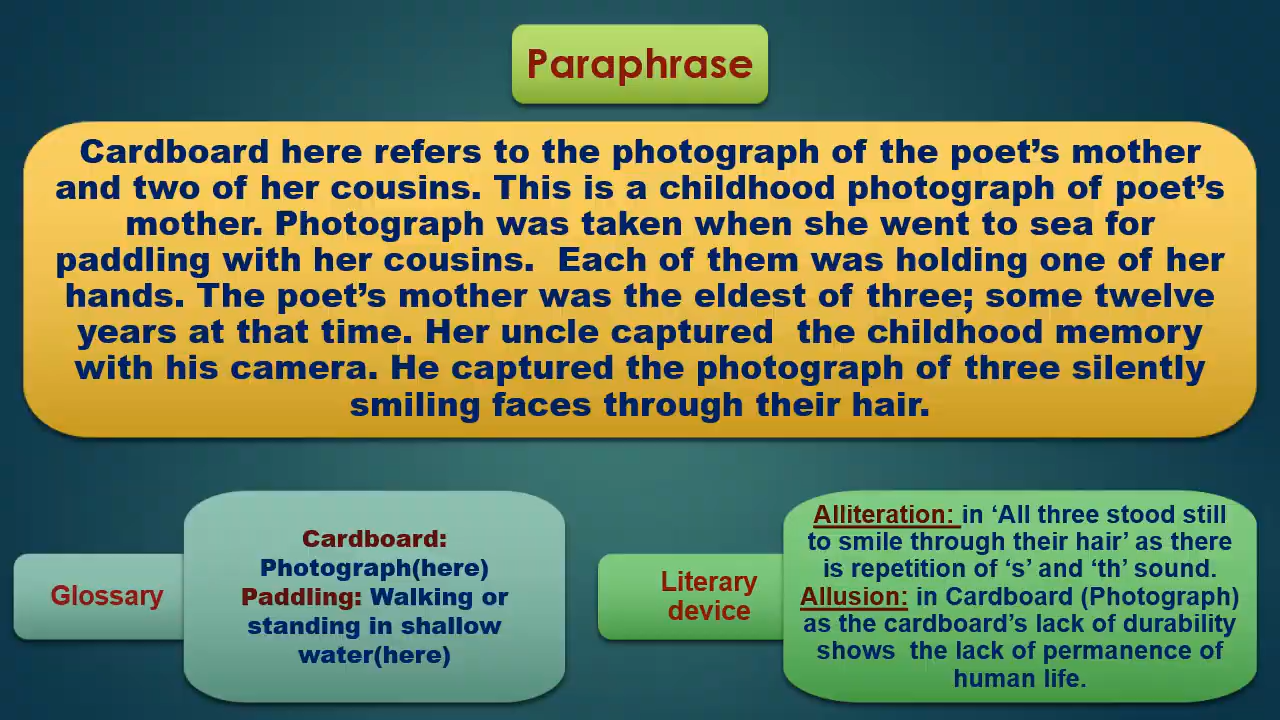 Paraphrase
Cardboard here refers to the photograph of the poet’s mother
and two of her cousins. This is a childhood photograph of poet’s
mother. Photograph was taken when she went to sea for
paddling with her cousins.  Each of them was holding one of her
hands. The poet’s mother was the eldest of three; some twelve
years at that time. Her uncle captured  the childhood memory
with his camera. He captured the photograph of three silently
smiling faces through their hair.
Glossary
Cardboard:
Photograph(here)
Paddling: Walking or
standing in shallow
water(here)
Literary
device
Alliteration: in ‘All three stood still
to smile through their hair’ as there
is repetition of ‘s’ and ‘th’ sound.
Allusion: in Cardboard (Photograph)
as the cardboard’s lack of durability
shows  the lack of permanence of
human life.